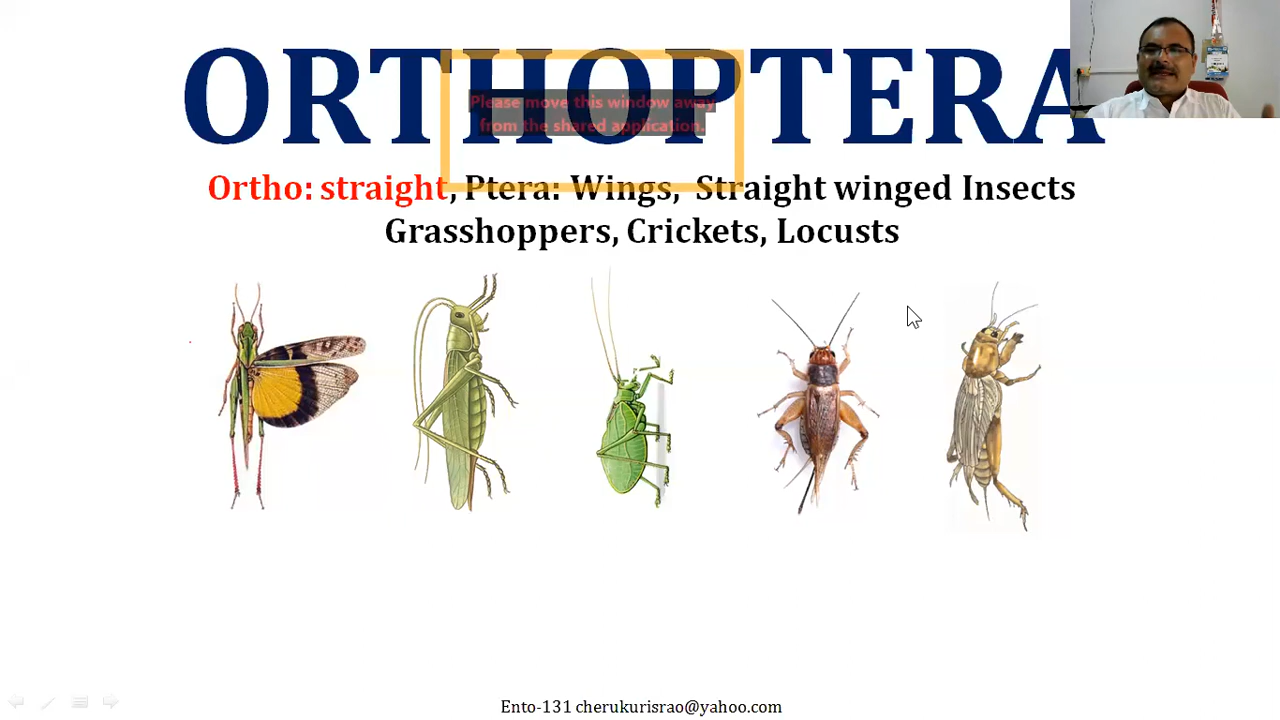 ORTHOPTERA
Please move this window away
from the shared application.
Ortho: straight, Ptera: Wings, Straight winged Insects
Grasshoppers, Crickets, Locusts
Ento-131 cherukurisrao@yahoo.com